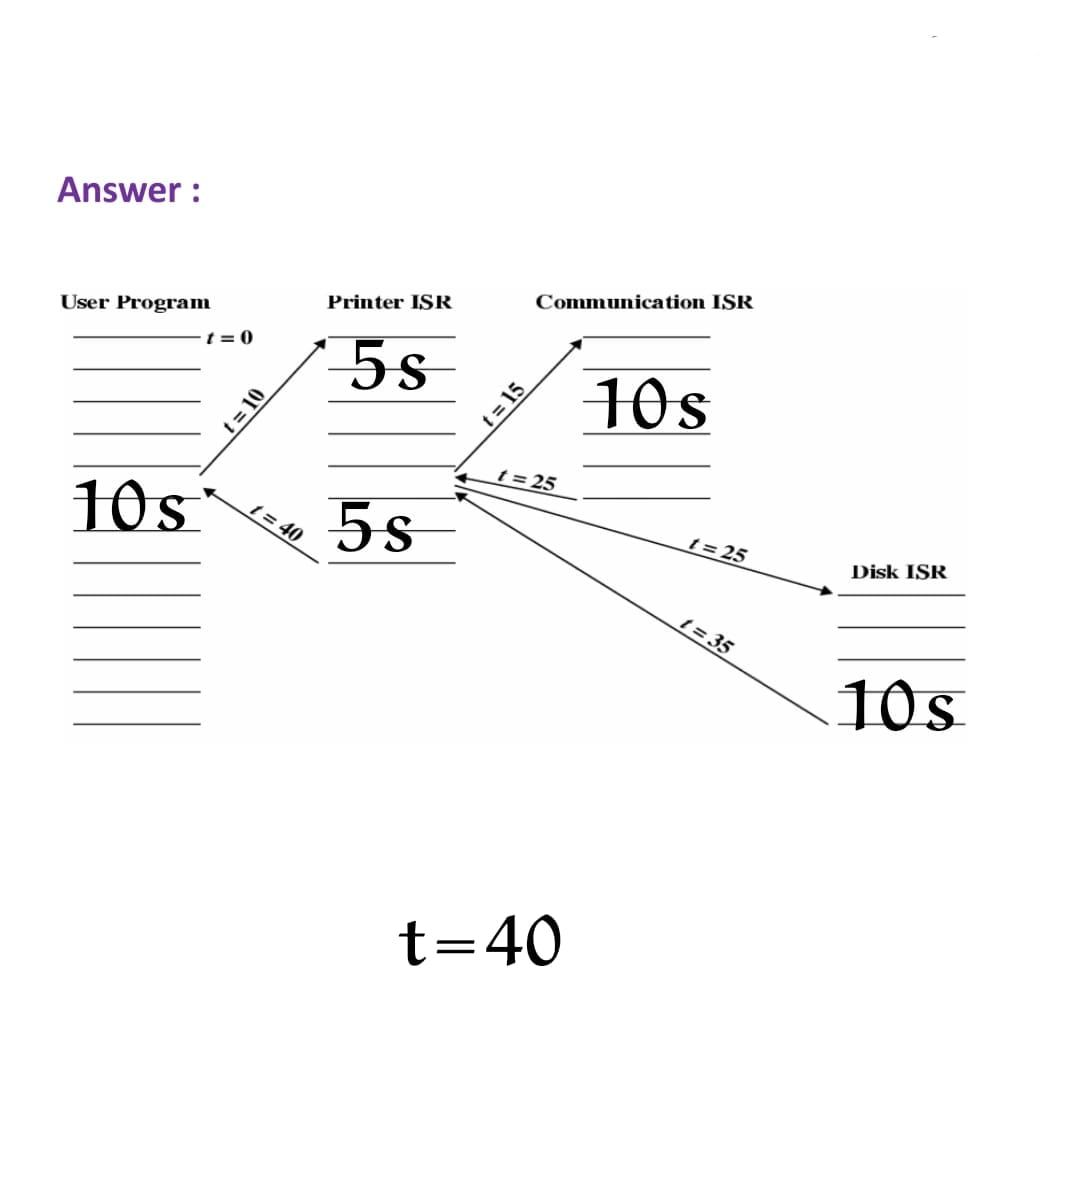 Answer :
User Program Printer ISR Communication ISR
t = 0
5s
t = 10
t = 15
10s
t = 25
10s
t = 40
5s
t = 25
Disk ISR
t = 35
10s
t=40